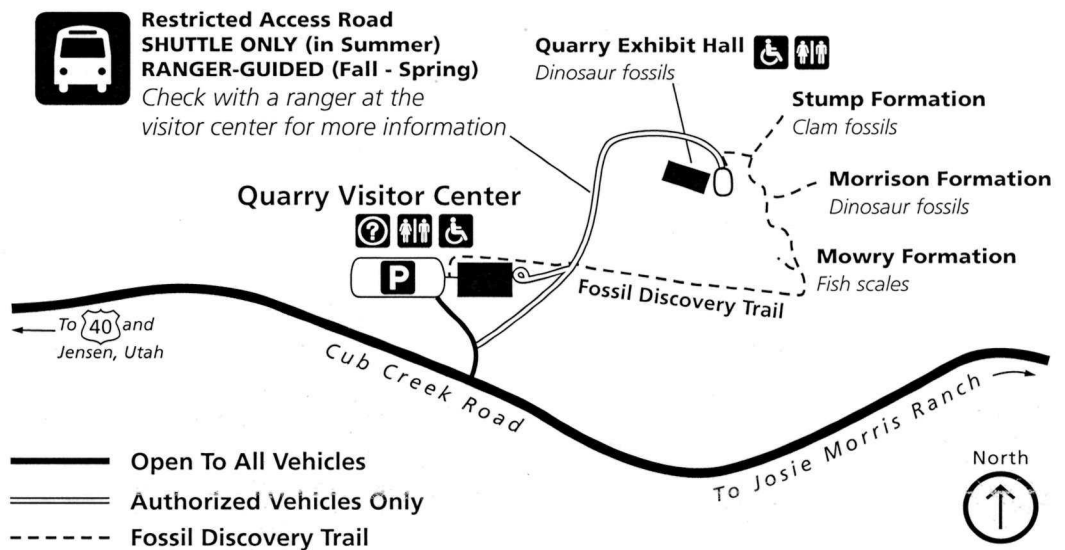 Restricted Access Road
SHUTTLE ONLY (in Summer)
RANGER-GUIDED (Fall - Spring)
Check with a ranger at the
visitor center for more information
Quarry Exhibit Hall
Dinosaur fossils
Stump Formation
Clam fossils
Morrison Formation
Dinosaur fossils
Mowry Formation
Fish scales
Quarry Visitor Center
?
P
Fossil Discovery Trail
To 40 and
Jensen, Utah
Cub Creek Road
To Josie Morris Ranch
North
Open To All Vehicles
Authorized Vehicles Only
Fossil Discovery Trail